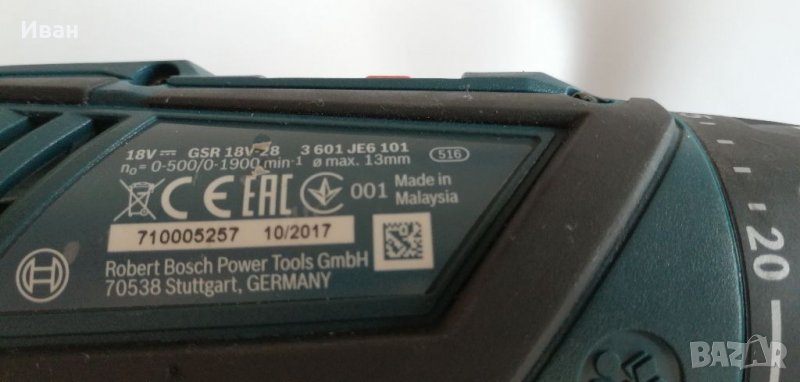 Иван
18V GSR 18V-28 3 601 JE6 101
n₀= 0-500/0-1900 min⁻¹ ø max. 13mm
516
CE EAC 001 Made in
Malaysia
710005257 10/2017
Robert Bosch Power Tools GmbH
70538 Stuttgart, GERMANY
20
BAZAR